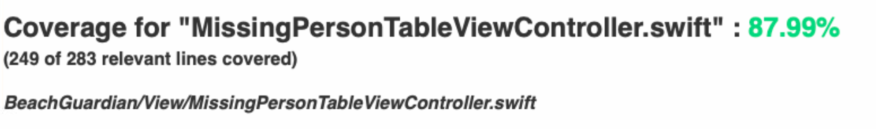 Coverage for "MissingPersonTableViewController.swift" : 87.99%
(249 of 283 relevant lines covered)
BeachGuardian/View/MissingPersonTableViewController.swift